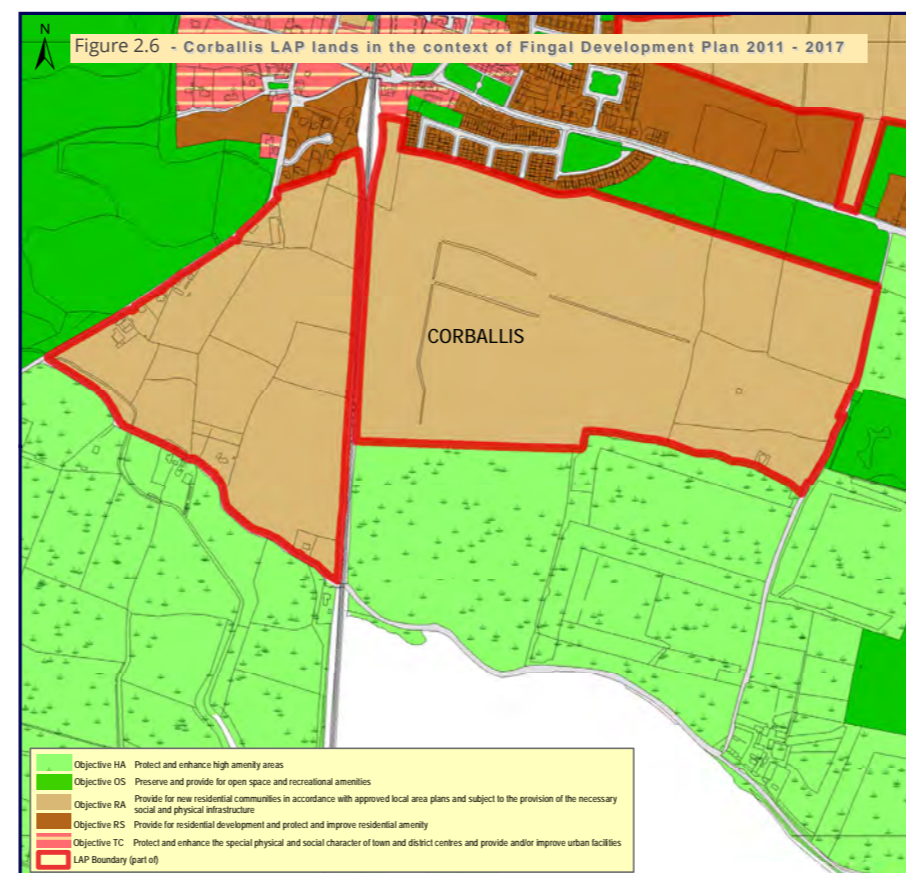 N
Figure 2.6 - Corballis LAP lands in the context of Fingal Development Plan 2011 - 2017
CORBALLIS
Objective HA Protect and enhance high amenity areas
Objective OS Preserve and provide for open space and recreational amenities
Objective RA Provide for new residential communities in accordance with approved local area plans and subject to the provision of the necessary
social and physical infrastructure
Objective RS Provide for residential development and protect and improve residential amenity
Objective TC Protect and enhance the special physical and social character of town and district centres and provide and/or improve urban facilities
LAP Boundary (part of)